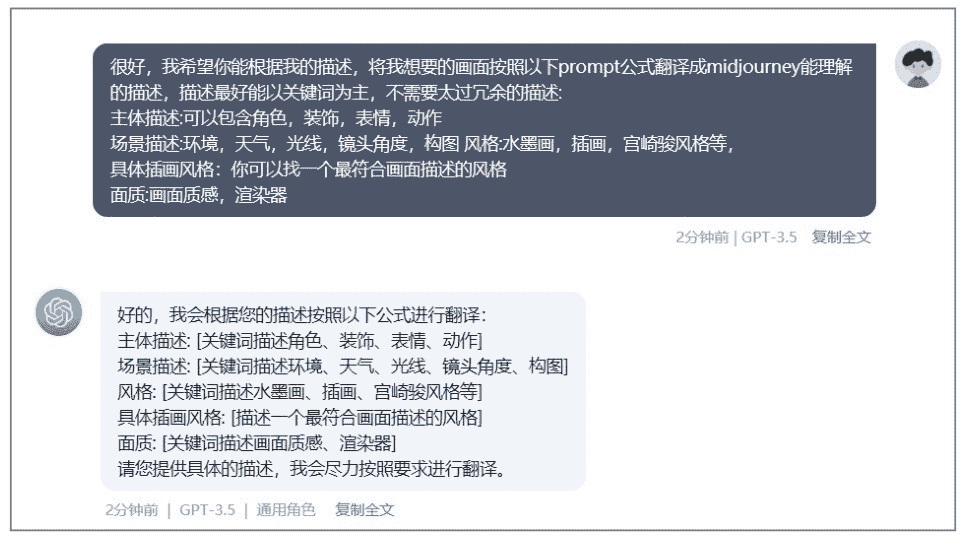 很好，我希望你能根据我的描述，将我想要的画面按照以下prompt公式翻译成midjourney能理解
的描述，描述最好能以关键词为主，不需要太过冗余的描述:
主体描述:可以包含角色，装饰，表情，动作
场景描述:环境，天气，光线，镜头角度，构图 风格:水墨画，插画，宫崎骏风格等，
具体插画风格：你可以找一个最符合画面描述的风格
面质:画面质感，渲染器
2分钟前 | GPT-3.5 复制全文
好的，我会根据您的描述按照以下公式进行翻译：
主体描述: [关键词描述角色、装饰、表情、动作]
场景描述: [关键词描述环境、天气、光线、镜头角度、构图]
风格: [关键词描述水墨画、插画、宫崎骏风格等]
具体插画风格: [描述一个最符合画面描述的风格]
面质: [关键词描述画面质感、渲染器]
请您提供具体的描述，我会尽力按照要求进行翻译。
2分钟前 | GPT-3.5 | 通用角色 复制全文